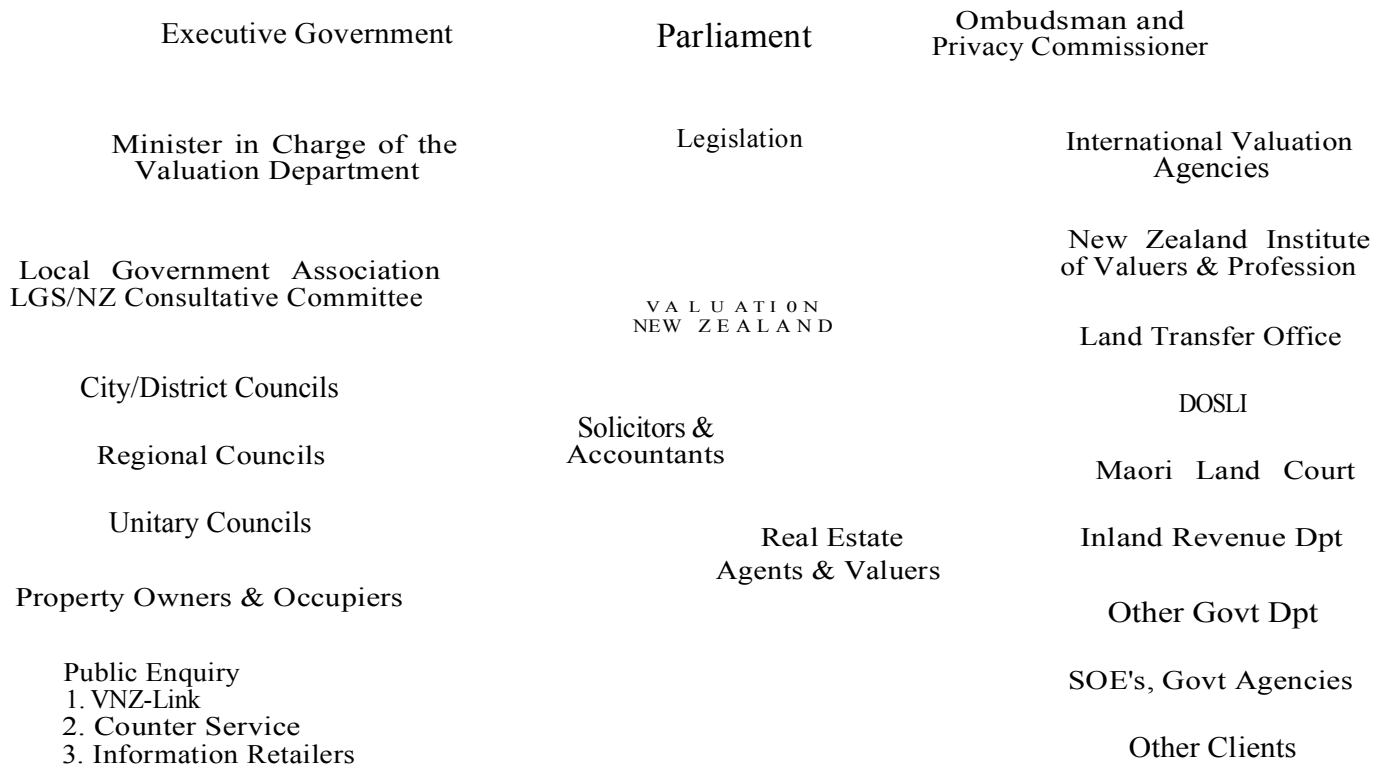 Executive Government
Parliament
Ombudsman and
Privacy Commissioner
Minister in Charge of the
Valuation Department
Legislation
International Valuation
Agencies
Local Government Association
LGS/NZ Consultative Committee
VALUATI0N
NEW ZEALAND
New Zealand Institute
of Valuers & Profession
Land Transfer Office
City/District Councils
DOSLI
Solicitors &
Accountants
Regional Councils
Maori Land Court
Unitary Councils
Real Estate
Agents & Valuers
Inland Revenue Dpt
Property Owners & Occupiers
Other Govt Dpt
Public Enquiry
1. VNZ-Link
2. Counter Service
3. Information Retailers
SOE's, Govt Agencies
Other Clients